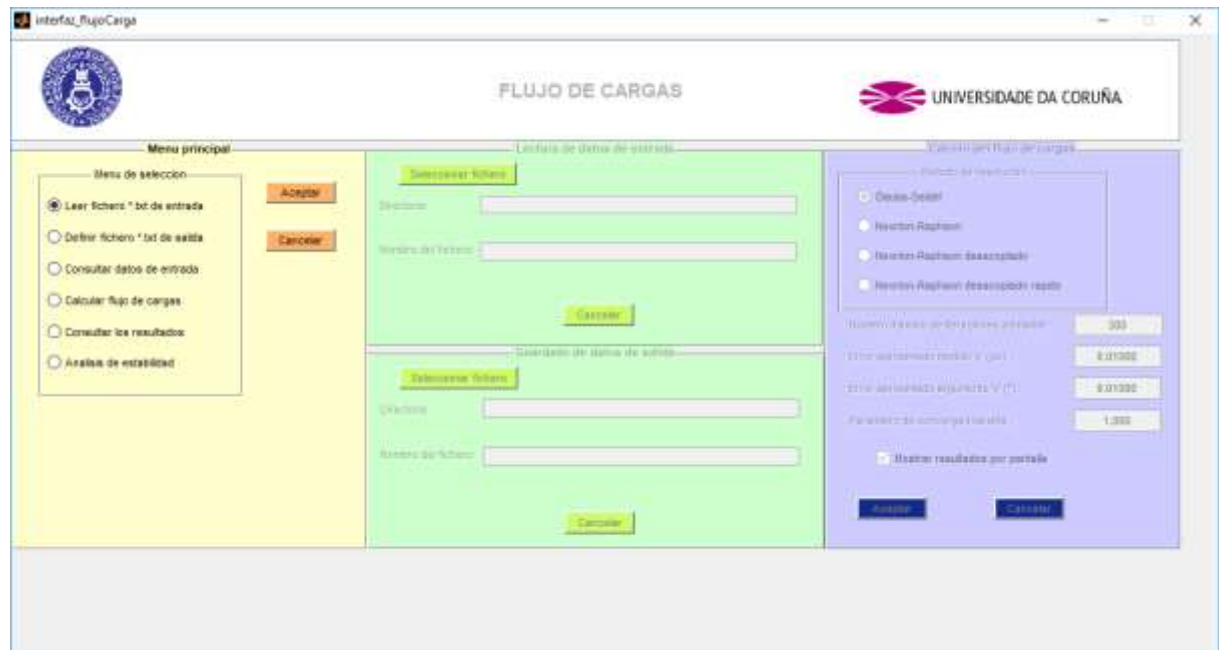 interfaz_flujoCarga
FLUJO DE CARGAS
UNIVERSIDADE DA CORUÑA
Menu principal
Menu de seleccion
Leer fichero *.txt de entrada
Definir fichero *.txt de salida
Consultar datos de entrada
Calcular flujo de cargas
Consultar los resultados
Analisis de estabilidad
Aceptar
Cancelar
Lectura de datos de entrada
Seleccionar fichero
Directorio
Nombre del fichero
Cancelar
Guardado de datos de salida
Seleccionar fichero
Directorio
Nombre del fichero
Cancelar
Calculo del flujo de cargas
Metodo de resolucion
Gauss-Seidel
Newton-Raphson
Newton-Raphson desacoplado
Newton-Raphson desacoplado rapido
300
0.01000
0.01000
1.000
Mostrar resultados por pantalla
Aceptar
Cancelar